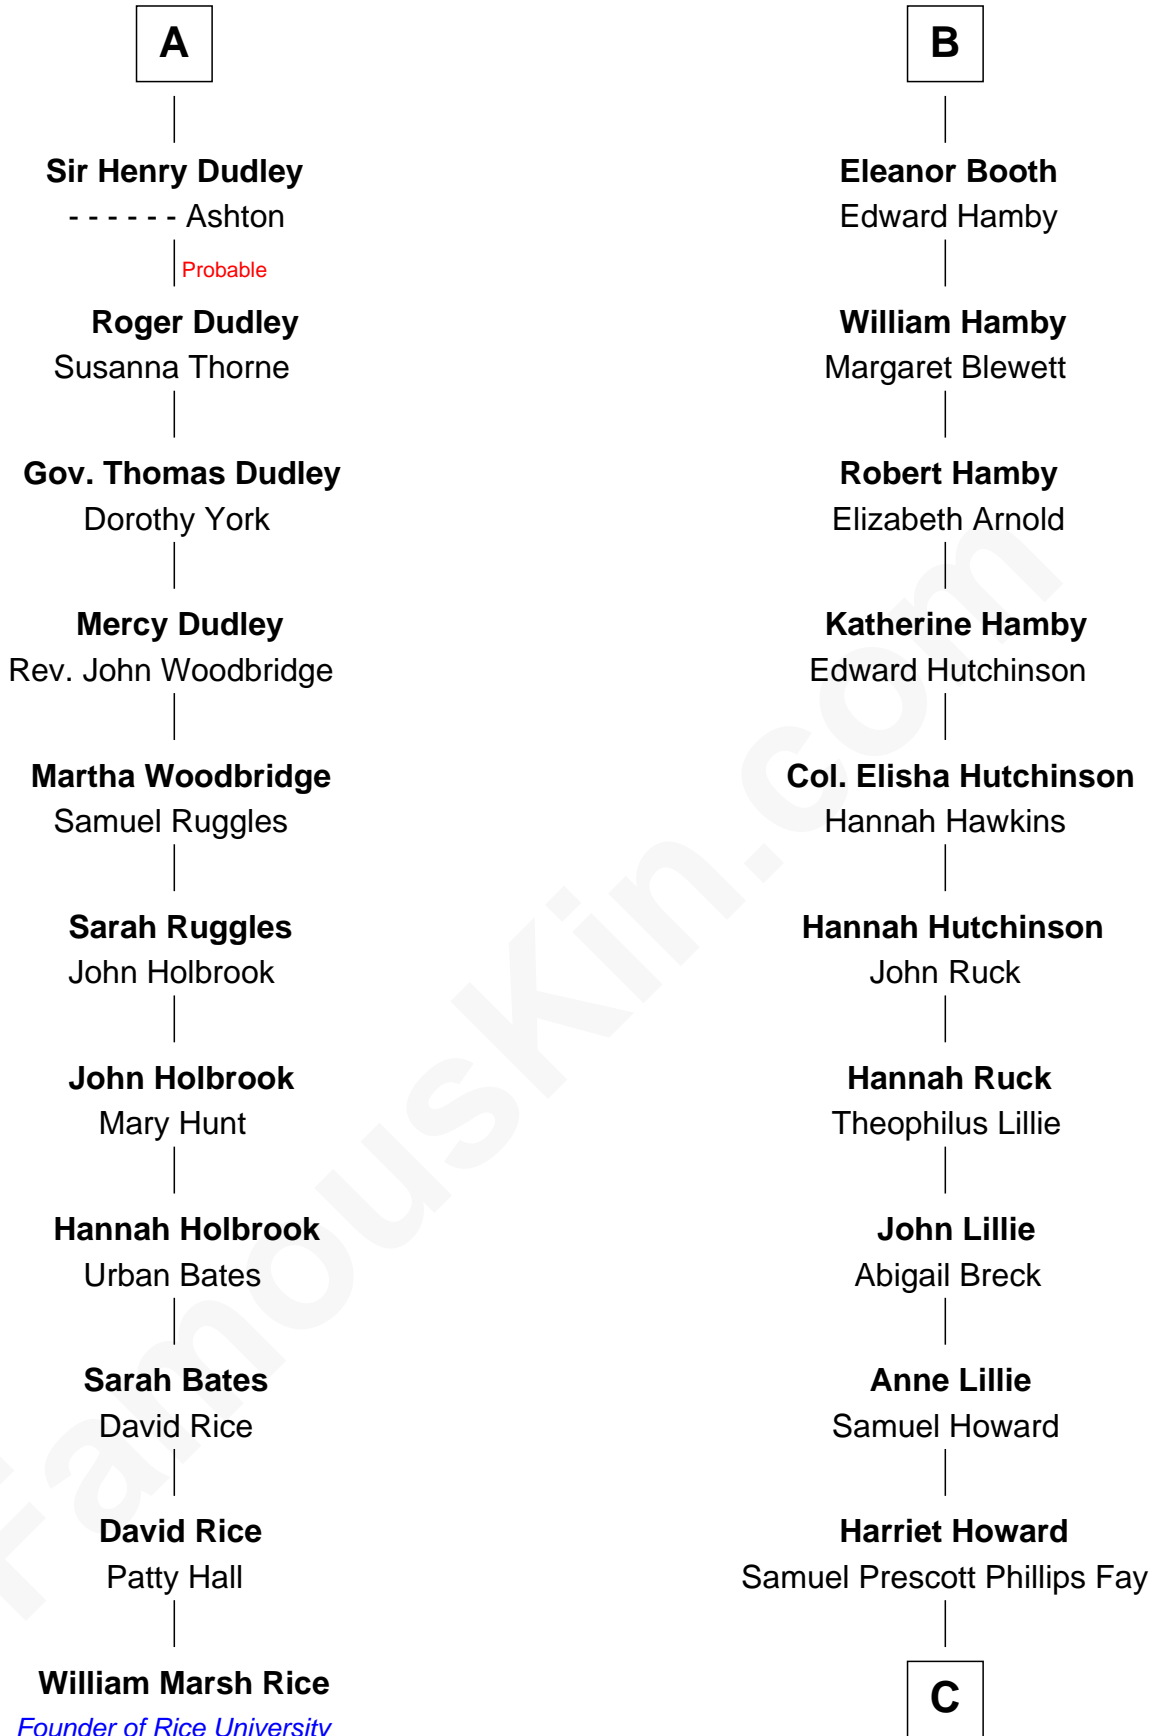 A
Sir Henry Dudley
- - - - - - Ashton
Probable
Roger Dudley
Susanna Thorne
Gov. Thomas Dudley
Dorothy York
Mercy Dudley
Rev. John Woodbridge
Martha Woodbridge
Samuel Ruggles
Sarah Ruggles
John Holbrook
John Holbrook
Mary Hunt
Hannah Holbrook
Urban Bates
Sarah Bates
David Rice
David Rice
Patty Hall
William Marsh Rice
Founder of Rice University
B
Eleanor Booth
Edward Hamby
William Hamby
Margaret Blewett
Robert Hamby
Elizabeth Arnold
Katherine Hamby
Edward Hutchinson
Col. Elisha Hutchinson
Hannah Hawkins
Hannah Hutchinson
John Ruck
Hannah Ruck
Theophilus Lillie
John Lillie
Abigail Breck
Anne Lillie
Samuel Howard
Harriet Howard
Samuel Prescott Phillips Fay
C
FamousKin.com